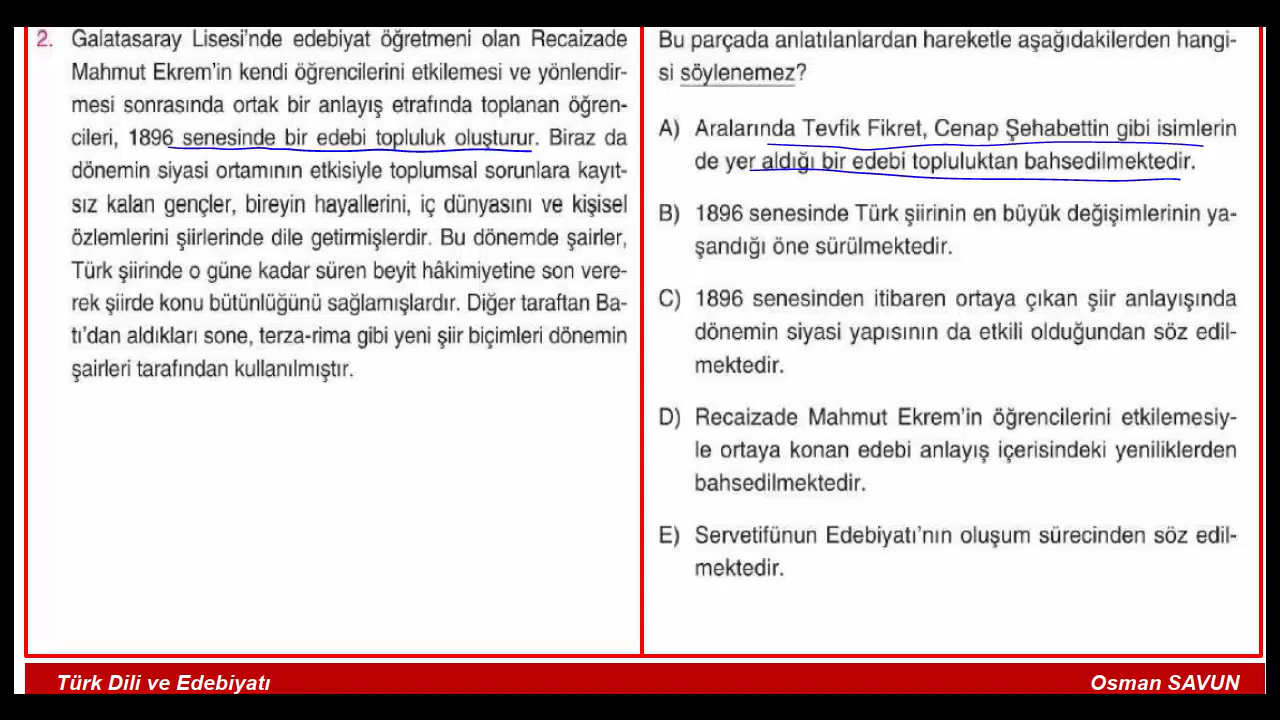 2. Galatasaray Lisesi'nde edebiyat öğretmeni olan Recaizade
Mahmut Ekrem'in kendi öğrencilerini etkilemesi ve yönlendir-
mesi sonrasında ortak bir anlayış etrafında toplanan öğren-
cileri, 1896 senesinde bir edebi topluluk oluşturur. Biraz da
dönemin siyasi ortamının etkisiyle toplumsal sorunlara kayıt-
sız kalan gençler, bireyin hayallerini, iç dünyasını ve kişisel
özlemlerini şiirlerinde dile getirmişlerdir. Bu dönemde şairler,
Türk şiirinde o güne kadar süren beyit hâkimiyetine son vere-
rek şiirde konu bütünlüğünü sağlamışlardır. Diğer taraftan Ba-
tı'dan aldıkları sone, terza-rima gibi yeni şiir biçimleri dönemin
şairleri tarafından kullanılmıştır.
Bu parçada anlatılanlardan hareketle aşağıdakilerden hangi-
si söylenemez?
A) Aralarında Tevfik Fikret, Cenap Şehabettin gibi isimlerin
de yer aldığı bir edebi topluluktan bahsedilmektedir.
B) 1896 senesinde Türk şiirinin en büyük değişimlerinin ya-
şandığı öne sürülmektedir.
C) 1896 senesinden itibaren ortaya çıkan şiir anlayışında
dönemin siyasi yapısının da etkili olduğundan söz edil-
mektedir.
D) Recaizade Mahmut Ekrem'in öğrencilerini etkilemesiy-
le ortaya konan edebi anlayış içerisindeki yeniliklerden
bahsedilmektedir.
E) Servetifünun Edebiyatı'nın oluşum sürecinden söz edil-
mektedir.
Türk Dili ve Edebiyatı
Osman SAVUN